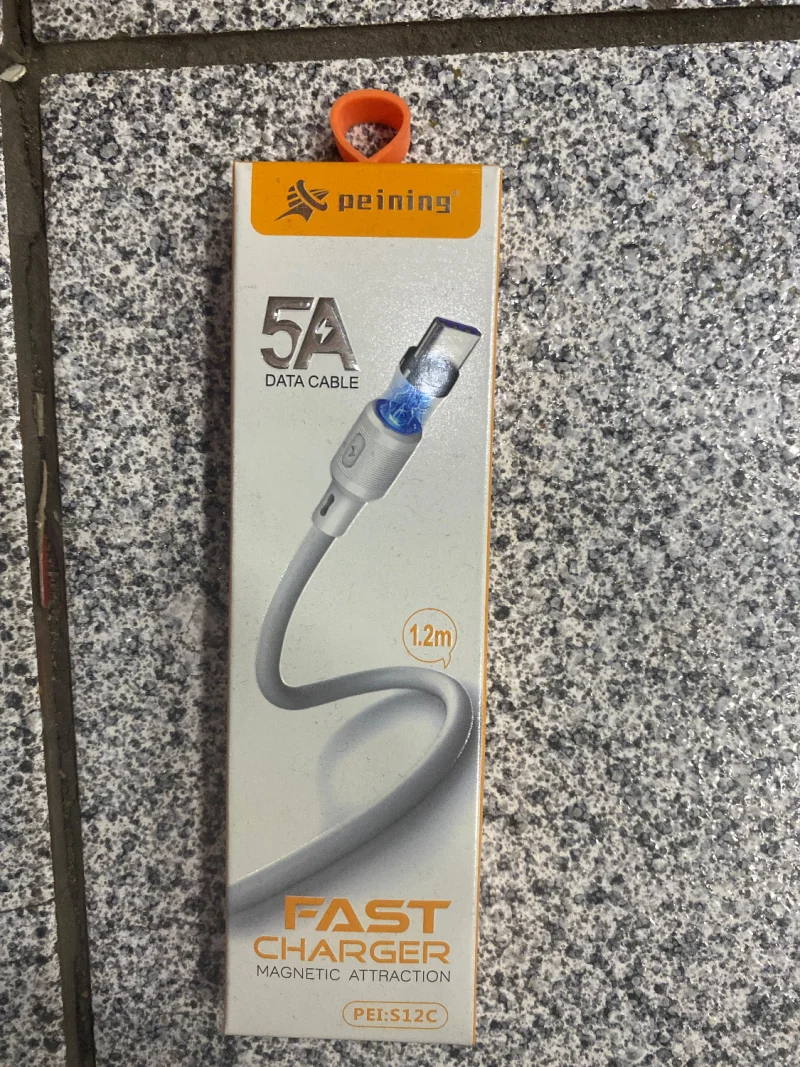 peining
5A
DATA CABLE
1.2m
FAST
CHARGER
MAGNETIC ATTRACTION
PEI:S12C